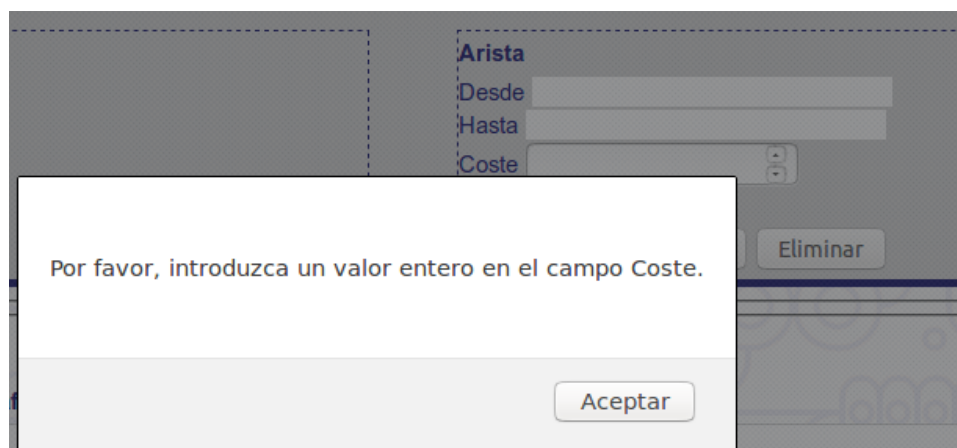 Arista
Desde
Hasta
Coste
Por favor, introduzca un valor entero en el campo Coste.
Eliminar
Aceptar